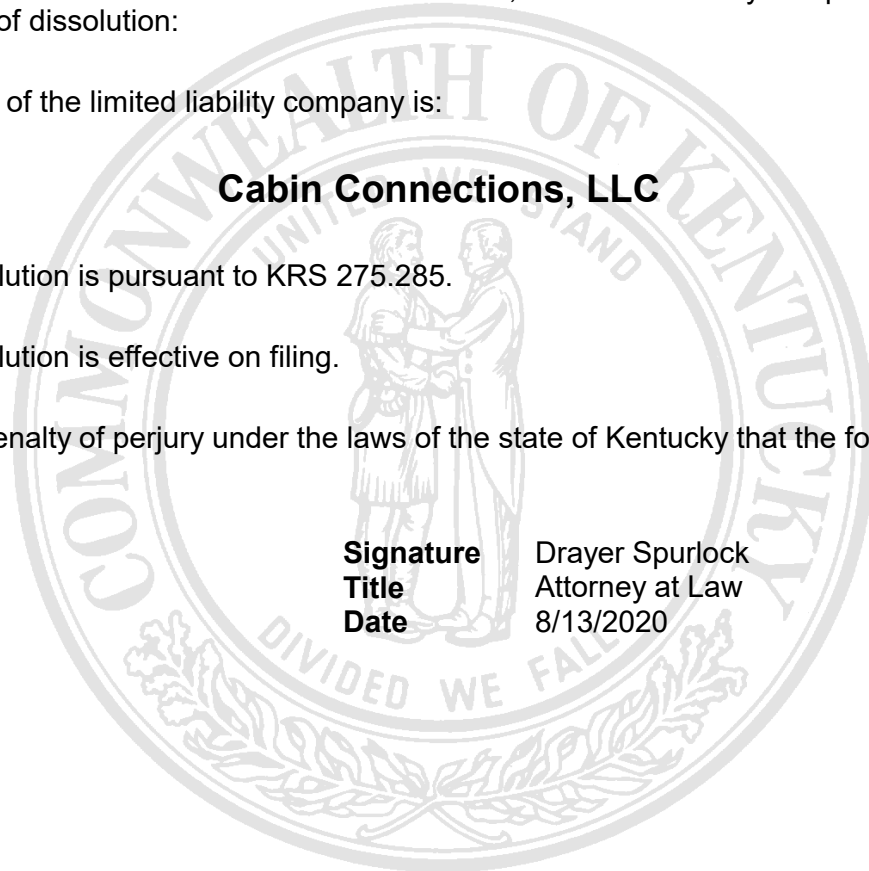 of dissolution:
of the limited liability company is:
Cabin Connections, LLC
lution is pursuant to KRS 275.285.
lution is effective on filing.
enalty of perjury under the laws of the state of Kentucky that the fo
Signature Drayer Spurlock
Title Attorney at Law
Date 8/13/2020
COMMONWEALTH OF KENTUCKY
UNITED WE STAND
DIVIDED WE FALL